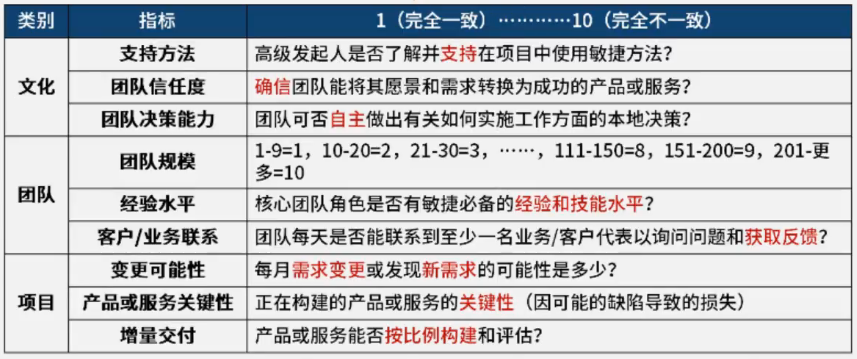 类别 指标 1（完全一致）…………10（完全不一致）
文化
支持方法 高级发起人是否了解并支持在项目中使用敏捷方法？
团队信任度 确信团队能将其愿景和需求转换为成功的产品或服务？
团队决策能力 团队可否自主做出有关如何实施工作方面的本地决策？
团队
团队规模 1-9=1，10-20=2，21-30=3，……，111-150=8，151-200=9，201-更
多=10
经验水平 核心团队角色是否有敏捷必备的经验和技能水平？
客户/业务联系 团队每天是否能联系到至少一名业务/客户代表以询问问题和获取反馈？
项目
变更可能性 每月需求变更或发现新需求的可能性是多少？
产品或服务关键性 正在构建的产品或服务的关键性（因可能的缺陷导致的损失）
增量交付 产品或服务能否按比例构建和评估？